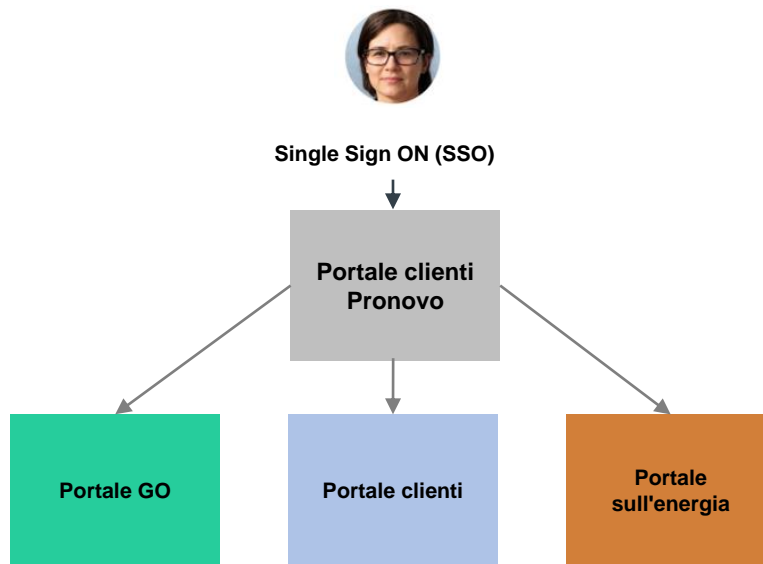 Single Sign ON (SSO)
Portale clienti
Pronovo
Portale GO
Portale clienti
Portale
sull'energia